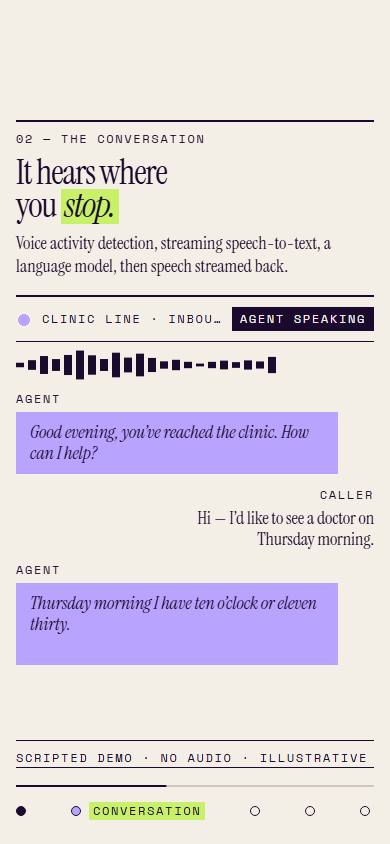 02 — THE CONVERSATION
It hears where
you stop.
Voice activity detection, streaming speech-to-text, a
language model, then speech streamed back.
CLINIC LINE · INBOU… AGENT SPEAKING
AGENT
Good evening, you’ve reached the clinic. How
can I help?
CALLER
Hi — I’d like to see a doctor on
Thursday morning.
AGENT
Thursday morning I have ten o’clock or eleven
thirty.
SCRIPTED DEMO · NO AUDIO · ILLUSTRATIVE
CONVERSATION